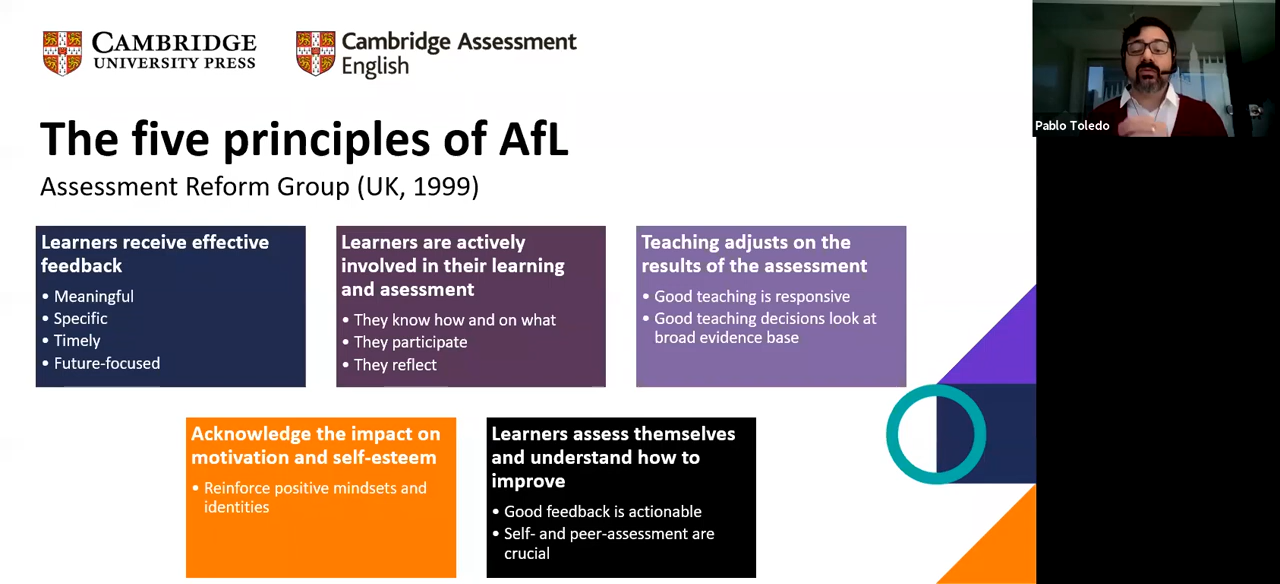 CAMBRIDGE
UNIVERSITY PRESS
Cambridge Assessment
English
The five principles of AfL
Assessment Reform Group (UK, 1999)
Learners receive effective
feedback
• Meaningful
• Specific
• Timely
• Future-focused
Learners are actively
involved in their learning
and asessment
• They know how and on what
• They participate
• They reflect
Teaching adjusts on the
results of the assessment
• Good teaching is responsive
• Good teaching decisions look at
broad evidence base
Acknowledge the impact on
motivation and self-esteem
• Reinforce positive mindsets and
identities
Learners assess themselves
and understand how to
improve
• Good feedback is actionable
• Self- and peer-assessment are
crucial
Pablo Toledo